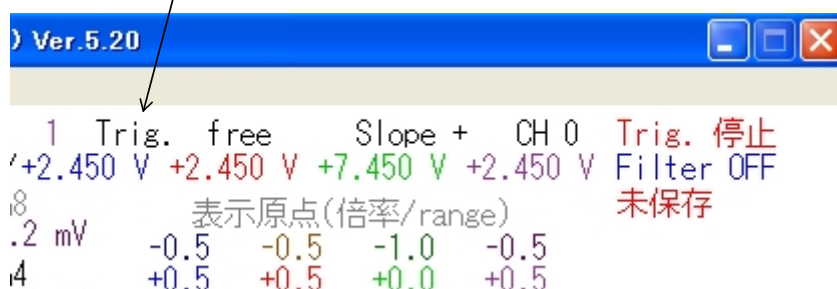 ) Ver.5.20
1 Trig. free Slope + CH 0 Trig. 停止
/+2.450 V +2.450 V +7.450 V +2.450 V Filter OFF
8 表示原点(倍率/range) 未保存
.2 mV -0.5 -0.5 -1.0 -0.5
4 +0.5 +0.5 +0.0 +0.5